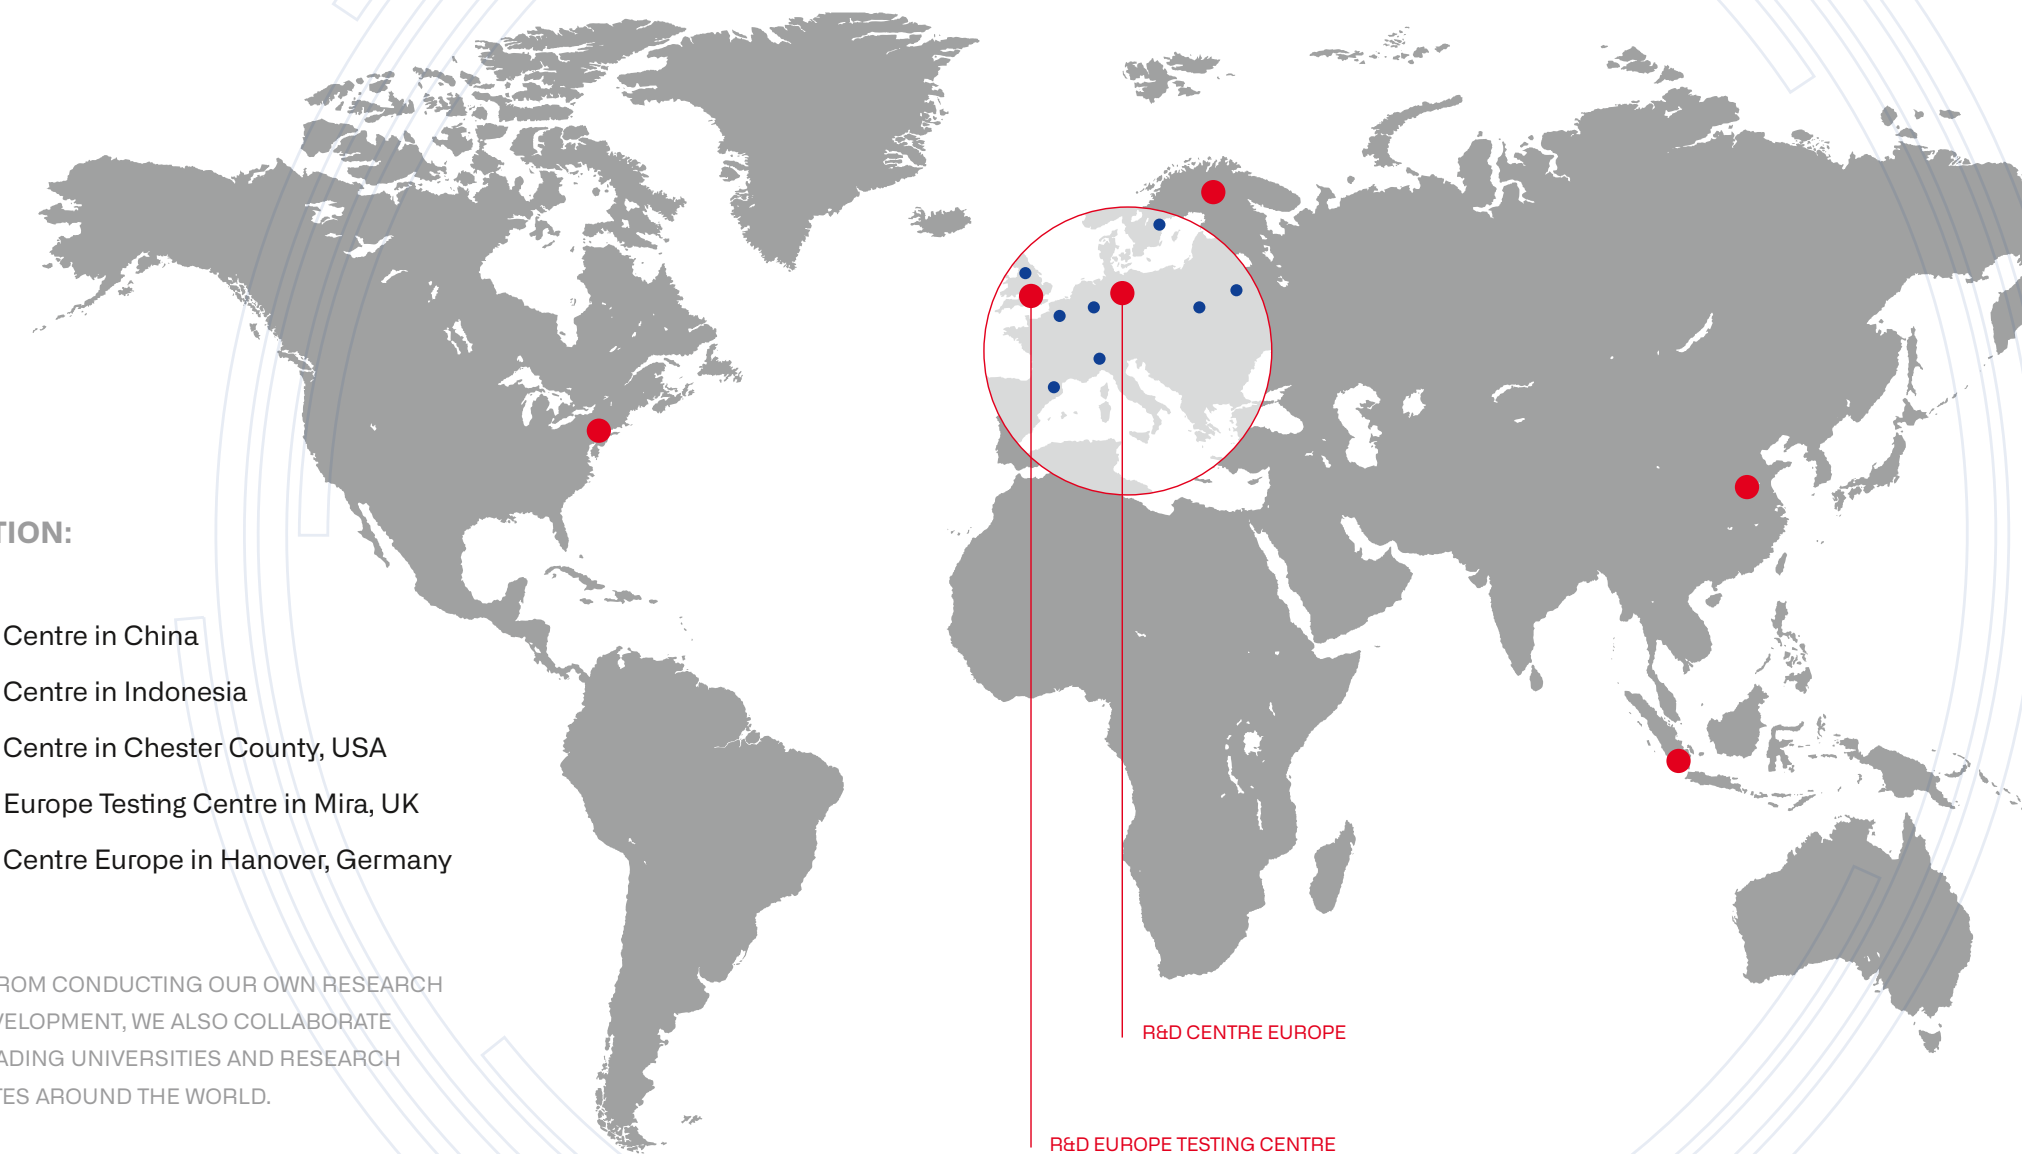 TION:
Centre in China
Centre in Indonesia
Centre in Chester County, USA
Europe Testing Centre in Mira, UK
Centre Europe in Hanover, Germany
ROM CONDUCTING OUR OWN RESEARCH
VELOPMENT, WE ALSO COLLABORATE
ADING UNIVERSITIES AND RESEARCH
TES AROUND THE WORLD.
R&D CENTRE EUROPE
R&D EUROPE TESTING CENTRE